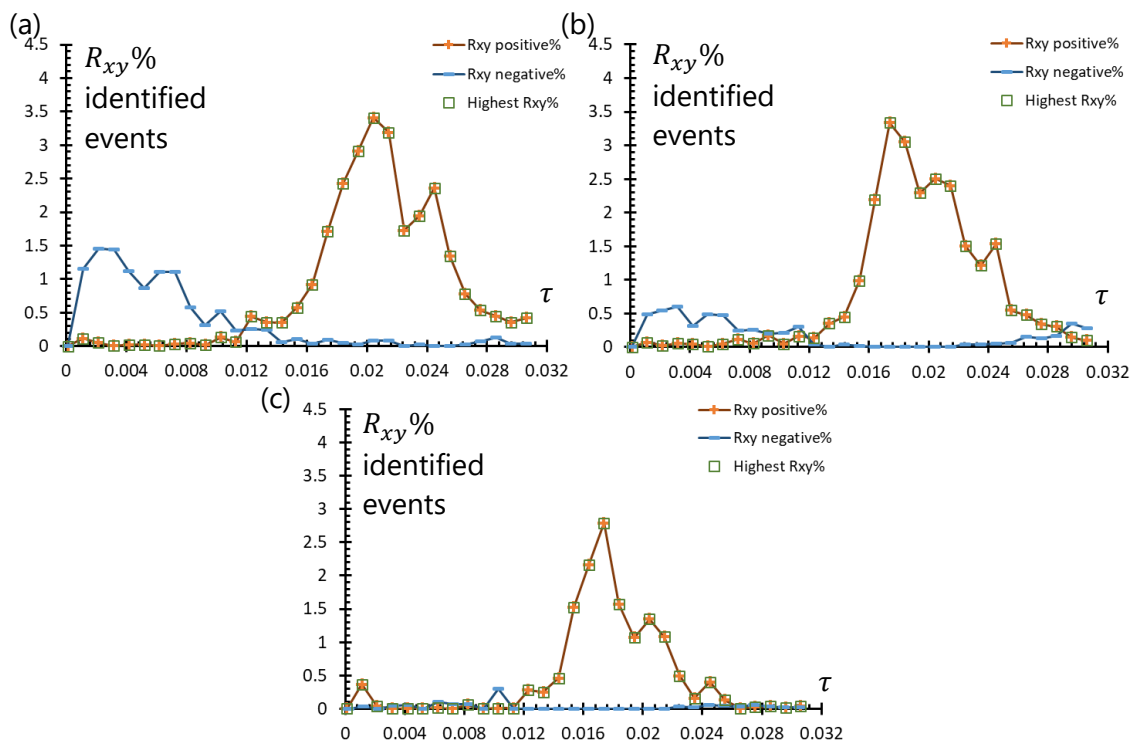 (a)
R_{xy}%
identified
events
Rxy positive%
Rxy negative%
Highest Rxy%
4.5
4
3.5
3
2.5
2
1.5
1
0.5
0
τ
0 0.004 0.008 0.012 0.016 0.02 0.024 0.028 0.032
(b)
R_{xy}%
identified
events
Rxy positive%
Rxy negative%
Highest Rxy%
4.5
4
3.5
3
2.5
2
1.5
1
0.5
0
τ
0 0.004 0.008 0.012 0.016 0.02 0.024 0.028 0.032
(c)
R_{xy}%
identified
events
Rxy positive%
Rxy negative%
Highest Rxy%
4.5
4
3.5
3
2.5
2
1.5
1
0.5
0
τ
0 0.004 0.008 0.012 0.016 0.02 0.024 0.028 0.032